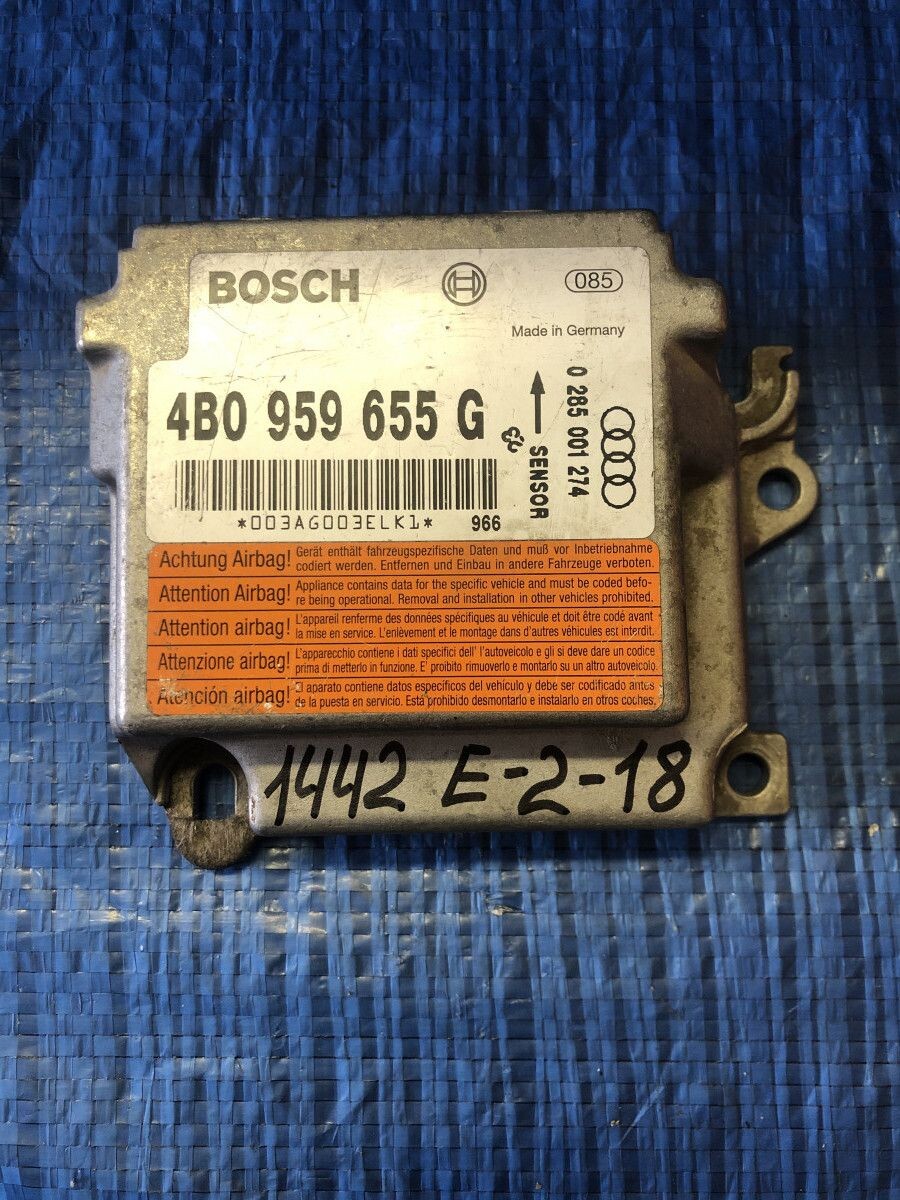 BOSCH
085
Made in Germany
4B0 959 655 G
SENSOR
0 285 001 274
*003AG003ELK1*
966
Achtung Airbag! Gerät enthält fahrzeugspezifische Daten und muß vor Inbetriebnahme
codiert werden. Entfernen und Einbau in andere Fahrzeuge verboten.
Attention Airbag! Appliance contains data for the specific vehicle and must be coded befo-
re being operational. Removal and installation in other vehicles prohibited.
Attention airbag! L'appareil renferme des données spécifiques au véhicule et doit être codé avant
la mise en service. L'enlèvement et le montage dans d'autres véhicules est interdit.
Attenzione airbag! L'apparecchio contiene i dati specifici dell' l'autoveicolo e gli si deve dare un codice
prima di metterlo in funzione. E' proibito rimuoverlo e montarlo su un altro autoveicolo.
Atención airbag! El aparato contiene datos específicos del vehículo y debe ser codificado antes
de la puesta en servicio. Está prohibido desmontarlo e instalarlo en otros coches.
1442 E-2-18